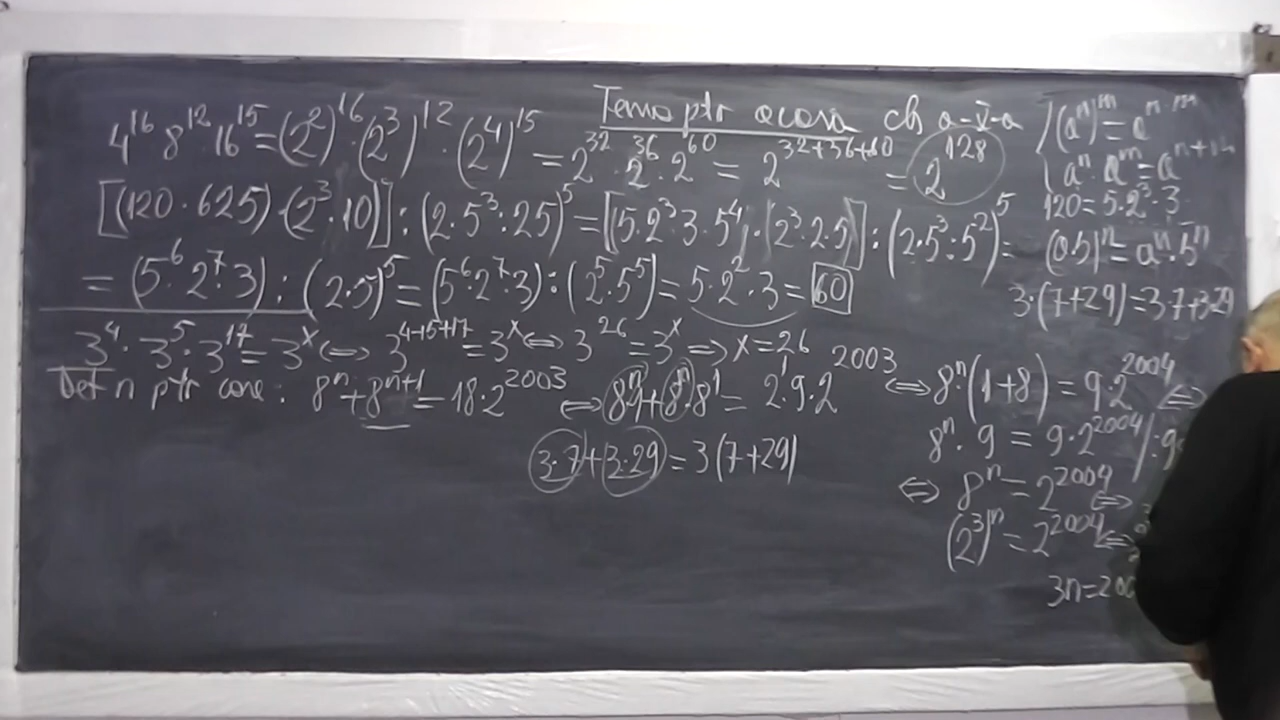 Tema ptr acasa cls a-V-a
4^16 8^12 16^15 = (2^2)^16 · (2^3)^12 · (2^4)^15 = 2^32 · 2^36 · 2^60 = 2^(32+36+60) = 2^128
[(120 · 625) · (2^3 · 10)] : (2 · 5^3 : 25)^5 = [(5 · 2^3 · 3 · 5^4) · (2^3 · 2 · 5)] : (2 · 5^3 : 5^2)^5 =
= (5^6 · 2^7 · 3) : (2 · 5)^5 = (5^6 · 2^7 · 3) : (2^5 · 5^5) = 5 · 2^2 · 3 = 60
3^4 · 3^5 · 3^17 = 3^x ⇔ 3^(4+5+17) = 3^x ⇔ 3^26 = 3^x ⇒ x = 26
Det n ptr care: 8^n + 8^(n+1) = 18 · 2^2003 ⇔ 8^n · 1 + 8^n · 8^1 = 2^1 · 9 · 2^2003 ⇔ 8^n · (1+8) = 9 · 2^2004 ⇔
8^n · 9 = 9 · 2^2004 | : 9
⇔ 8^n = 2^2004 ⇔
(2^3)^n = 2^2004 ⇔
3n = 200
3·7 + 3·29 = 3(7+29)
(a^n)^m = a^(n·m)
a^n · a^m = a^(n+m)
120 = 5 · 2^3 · 3
(a·b)^n = a^n · b^n
3·(7+29) = 3·7+3·29